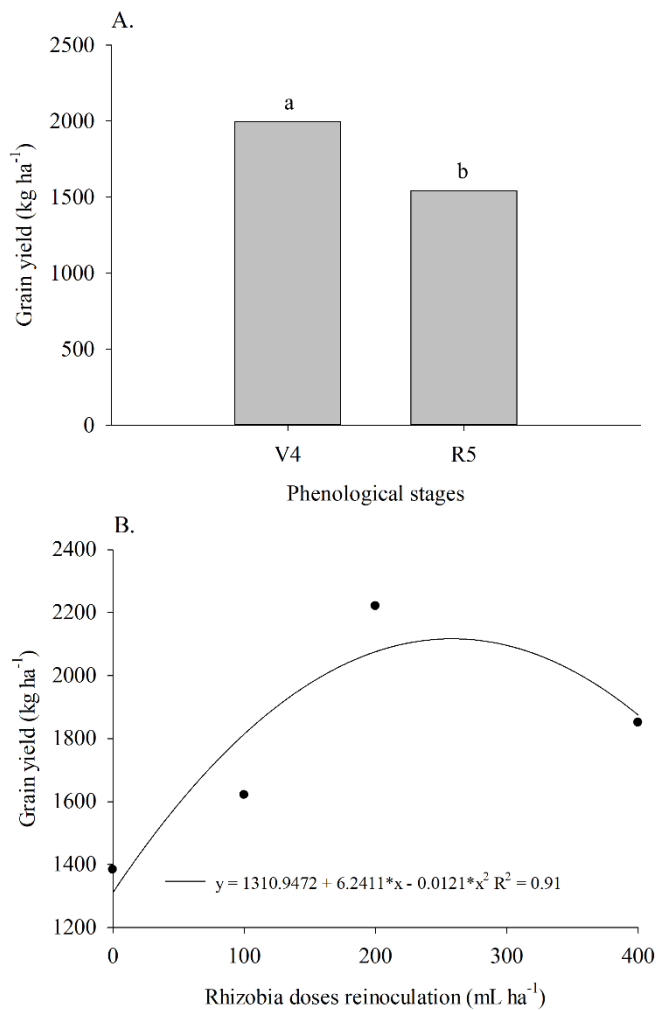 A.
Grain yield (kg ha⁻¹)
2500
2000
1500
1000
500
0
a
b
V4 R5
Phenological stages
B.
Grain yield (kg ha⁻¹)
2400
2200
2000
1800
1600
1400
1200
y = 1310.9472 + 6.2411*x - 0.0121*x² R² = 0.91
0 100 200 300 400
Rhizobia doses reinoculation (mL ha⁻¹)